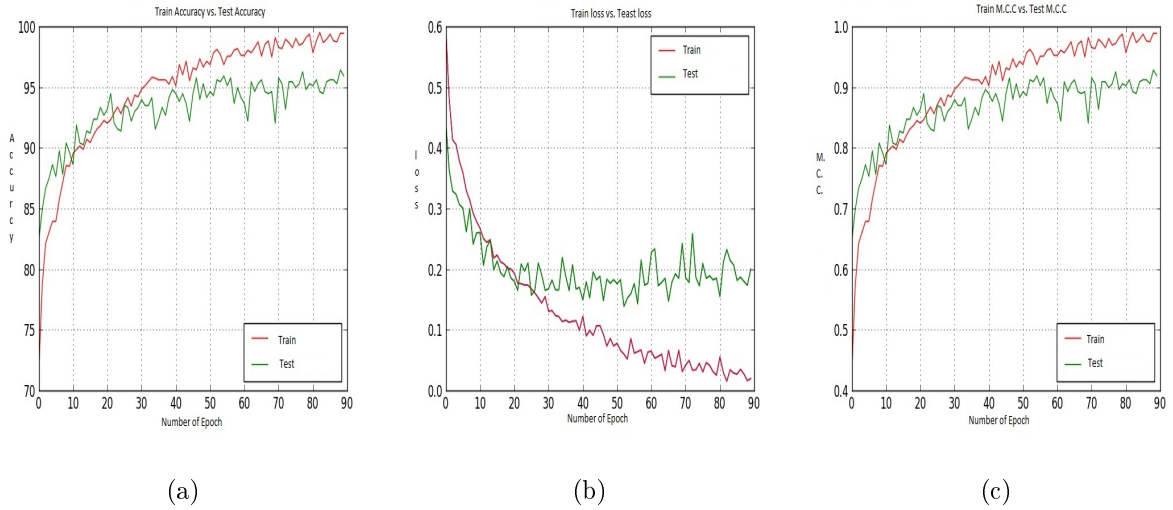 Train Accuracy vs. Test Accuracy
100
95
90
85
80
75
70
Accurcy
0 10 20 30 40 50 60 70 80 90
Number of Epoch
Train
Test
(a)
Train loss vs. Teast loss
0.6
0.5
0.4
0.3
0.2
0.1
0.0
loss
0 10 20 30 40 50 60 70 80 90
Number of Epoch
Train
Test
(b)
Train M.C.C vs. Test M.C.C
1.0
0.9
0.8
0.7
0.6
0.5
0.4
M.
C.
C.
0 10 20 30 40 50 60 70 80 90
Number of Epoch
Train
Test
(c)